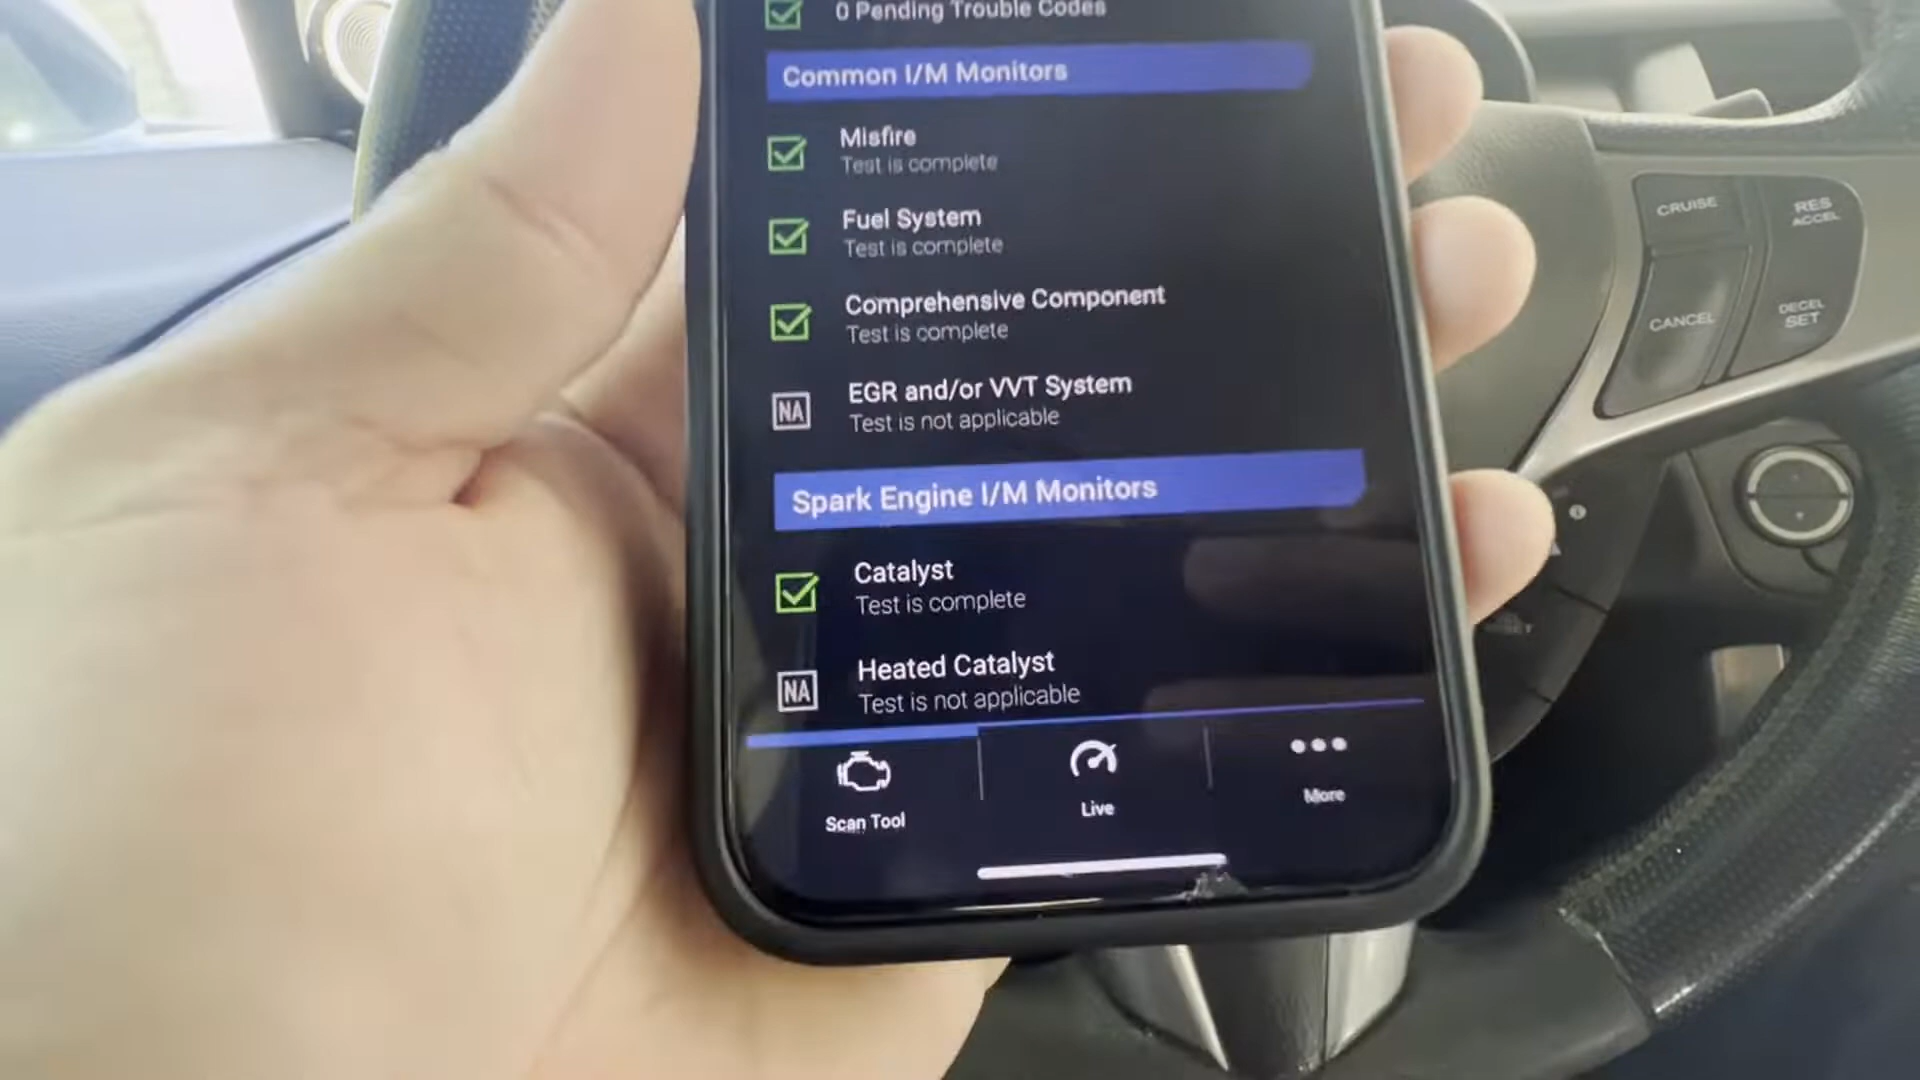 0 Pending Trouble Codes
Common I/M Monitors
Misfire
Test is complete
Fuel System
Test is complete
Comprehensive Component
Test is complete
NA
EGR and/or VVT System
Test is not applicable
Spark Engine I/M Monitors
Catalyst
Test is complete
NA
Heated Catalyst
Test is not applicable
Scan Tool
Live
More
CRUISE
RES
ACCEL
CANCEL
DECEL
SET